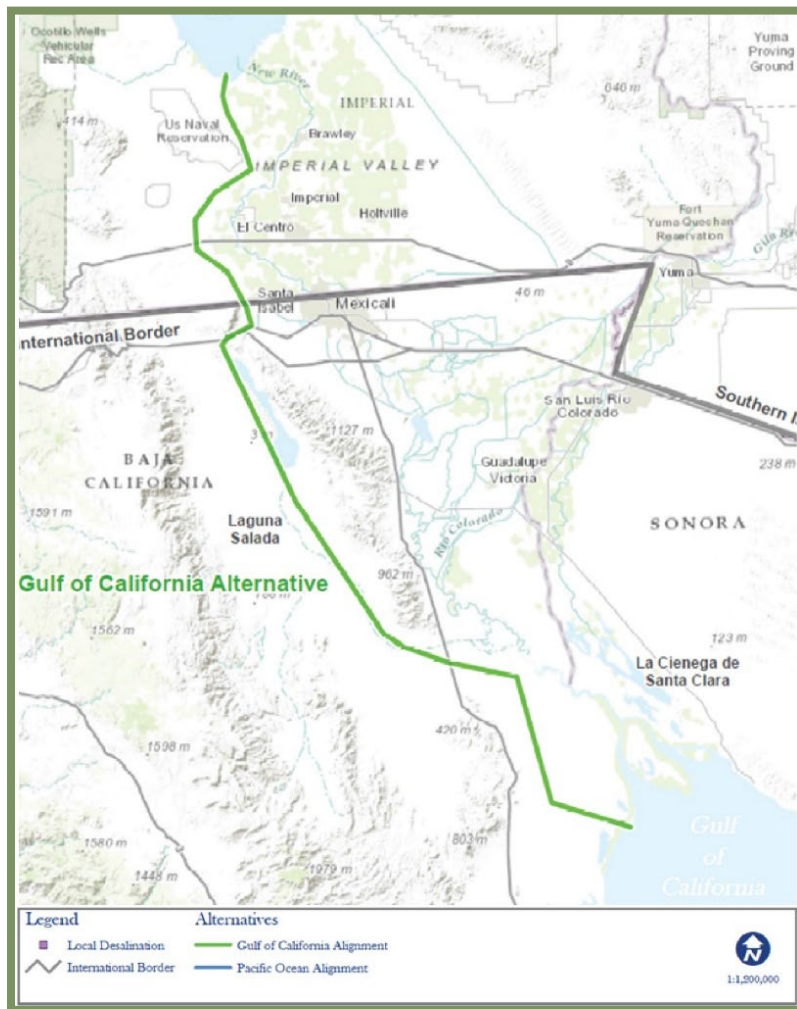 Ocotillo Wells
Vehicular
Rec Area
Yuma
Proving
Ground
New River
IMPERIAL
646 m
414 m
Us Naval
Reservation
Brawley
IMPERIAL VALLEY
Imperial
Holtville
El Centro
Fort
Yuma Quechan
Reservation
Yuma
Santa
Isabel
Mexicali
46 m
International Border
San Luis Río
Colorado
Southern
3 m
1127 m
238 m
BAJA
CALIFORNIA
Guadalupe
Victoria
1591 m
Laguna
Salada
Río Colorado
SONORA
Gulf of California Alternative
962 m
1562 m
123 m
La Cienega de
Santa Clara
420 m
1598 m
Gulf
of
California
803 m
1580 m
1448 m
1979 m
Legend
Alternatives
Local Desalination
Gulf of California Alignment
International Border
Pacific Ocean Alignment
N
1:1,200,000